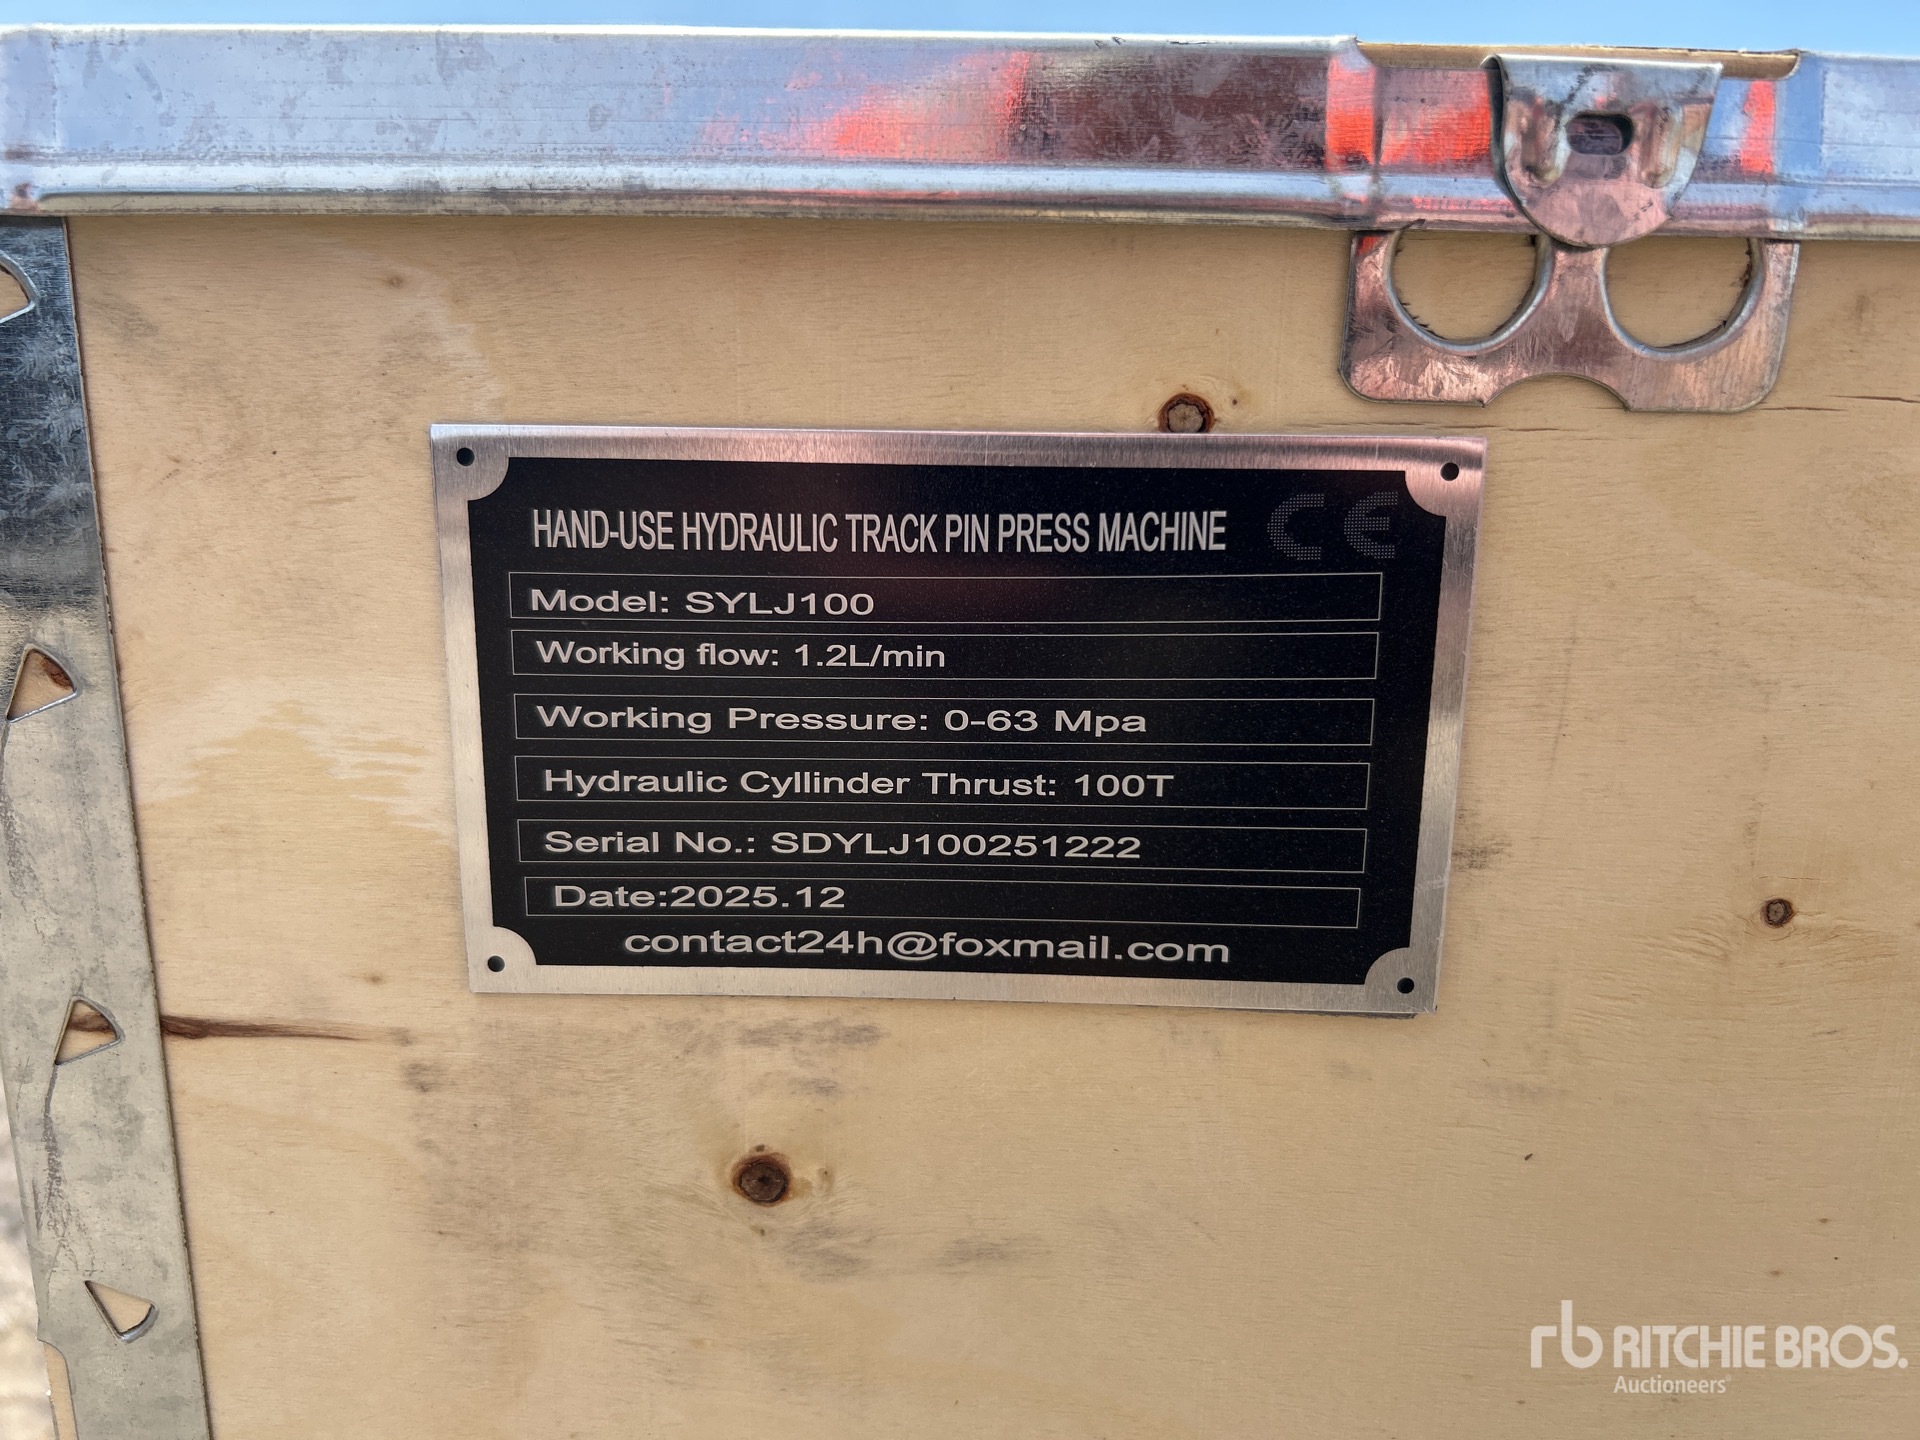 HAND-USE HYDRAULIC TRACK PIN PRESS MACHINE CE
Model: SYLJ100
Working flow: 1.2L/min
Working Pressure: 0-63 Mpa
Hydraulic Cyllinder Thrust: 100T
Serial No.: SDYLJ100251222
Date:2025.12
contact24h@foxmail.com
rb RITCHIE BROS.
Auctioneers